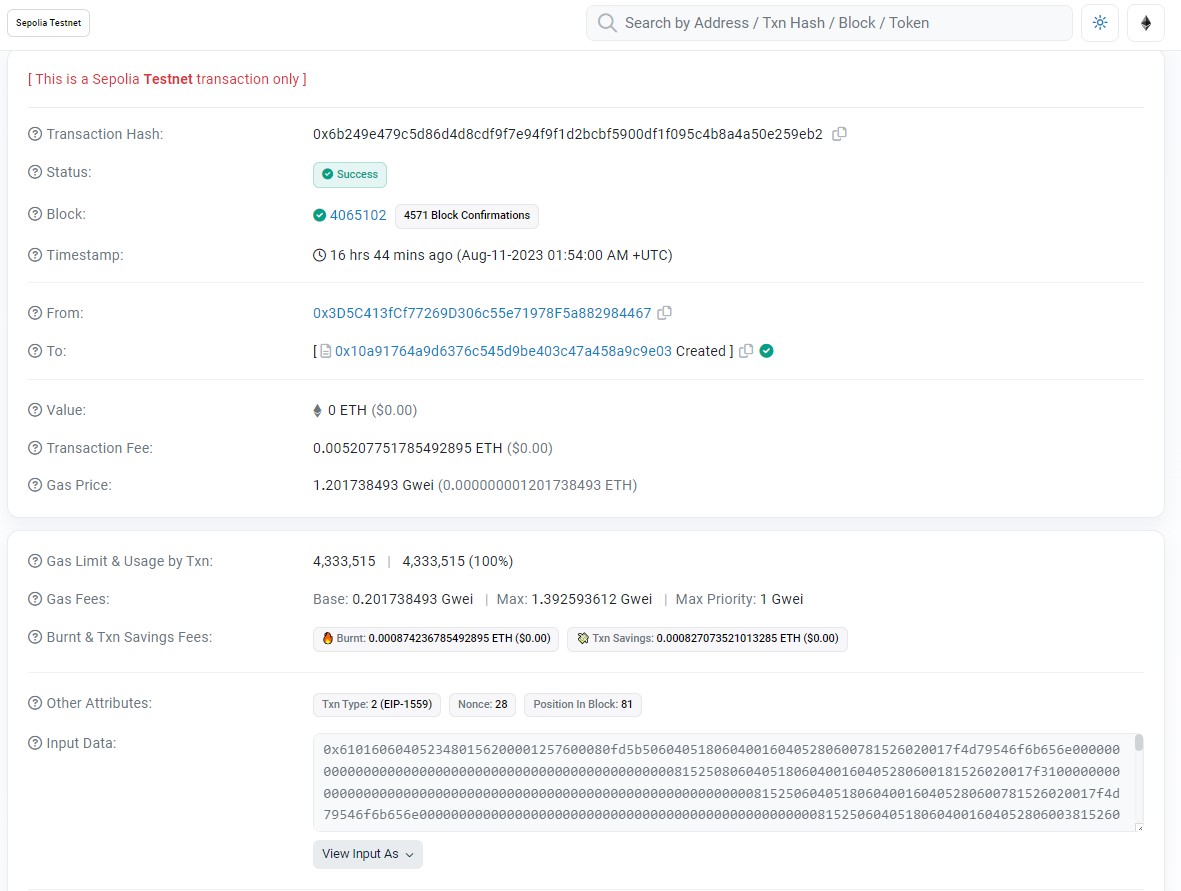 Sepolia Testnet
Search by Address / Txn Hash / Block / Token
[ This is a Sepolia Testnet transaction only ]
Transaction Hash: 0x6b249e479c5d86d4d8cdf9f7e94f9f1d2bcbf5900df1f095c4b8a4a50e259eb2
Status: Success
Block: 4065102 4571 Block Confirmations
Timestamp: 16 hrs 44 mins ago (Aug-11-2023 01:54:00 AM +UTC)
From: 0x3D5C413fCf77269D306c55e71978F5a882984467
To: [ 0x10a91764a9d6376c545d9be403c47a458a9c9e03 Created ]
Value: 0 ETH ($0.00)
Transaction Fee: 0.005207751785492895 ETH ($0.00)
Gas Price: 1.201738493 Gwei (0.000000001201738493 ETH)
Gas Limit & Usage by Txn: 4,333,515 | 4,333,515 (100%)
Gas Fees: Base: 0.201738493 Gwei | Max: 1.392593612 Gwei | Max Priority: 1 Gwei
Burnt & Txn Savings Fees: Burnt: 0.000874236785492895 ETH ($0.00) Txn Savings: 0.000827073521013285 ETH ($0.00)
Other Attributes: Txn Type: 2 (EIP-1559) Nonce: 28 Position In Block: 81
Input Data: 0x6101606040523480156200001257600080fd5b506040518060400160405280600781526020017f4d79546f6b656e000000
00000000000000000000000000000000000000000000815250806040518060400160405280600181526020017f3100000000
0000000000000000000000000000000000000000000000000000008152506040518060400160405280600781526020017f4d
79546f6b656e0000000000000000000000000000000000000000000000000081525060405180604001604052806003815260
View Input As